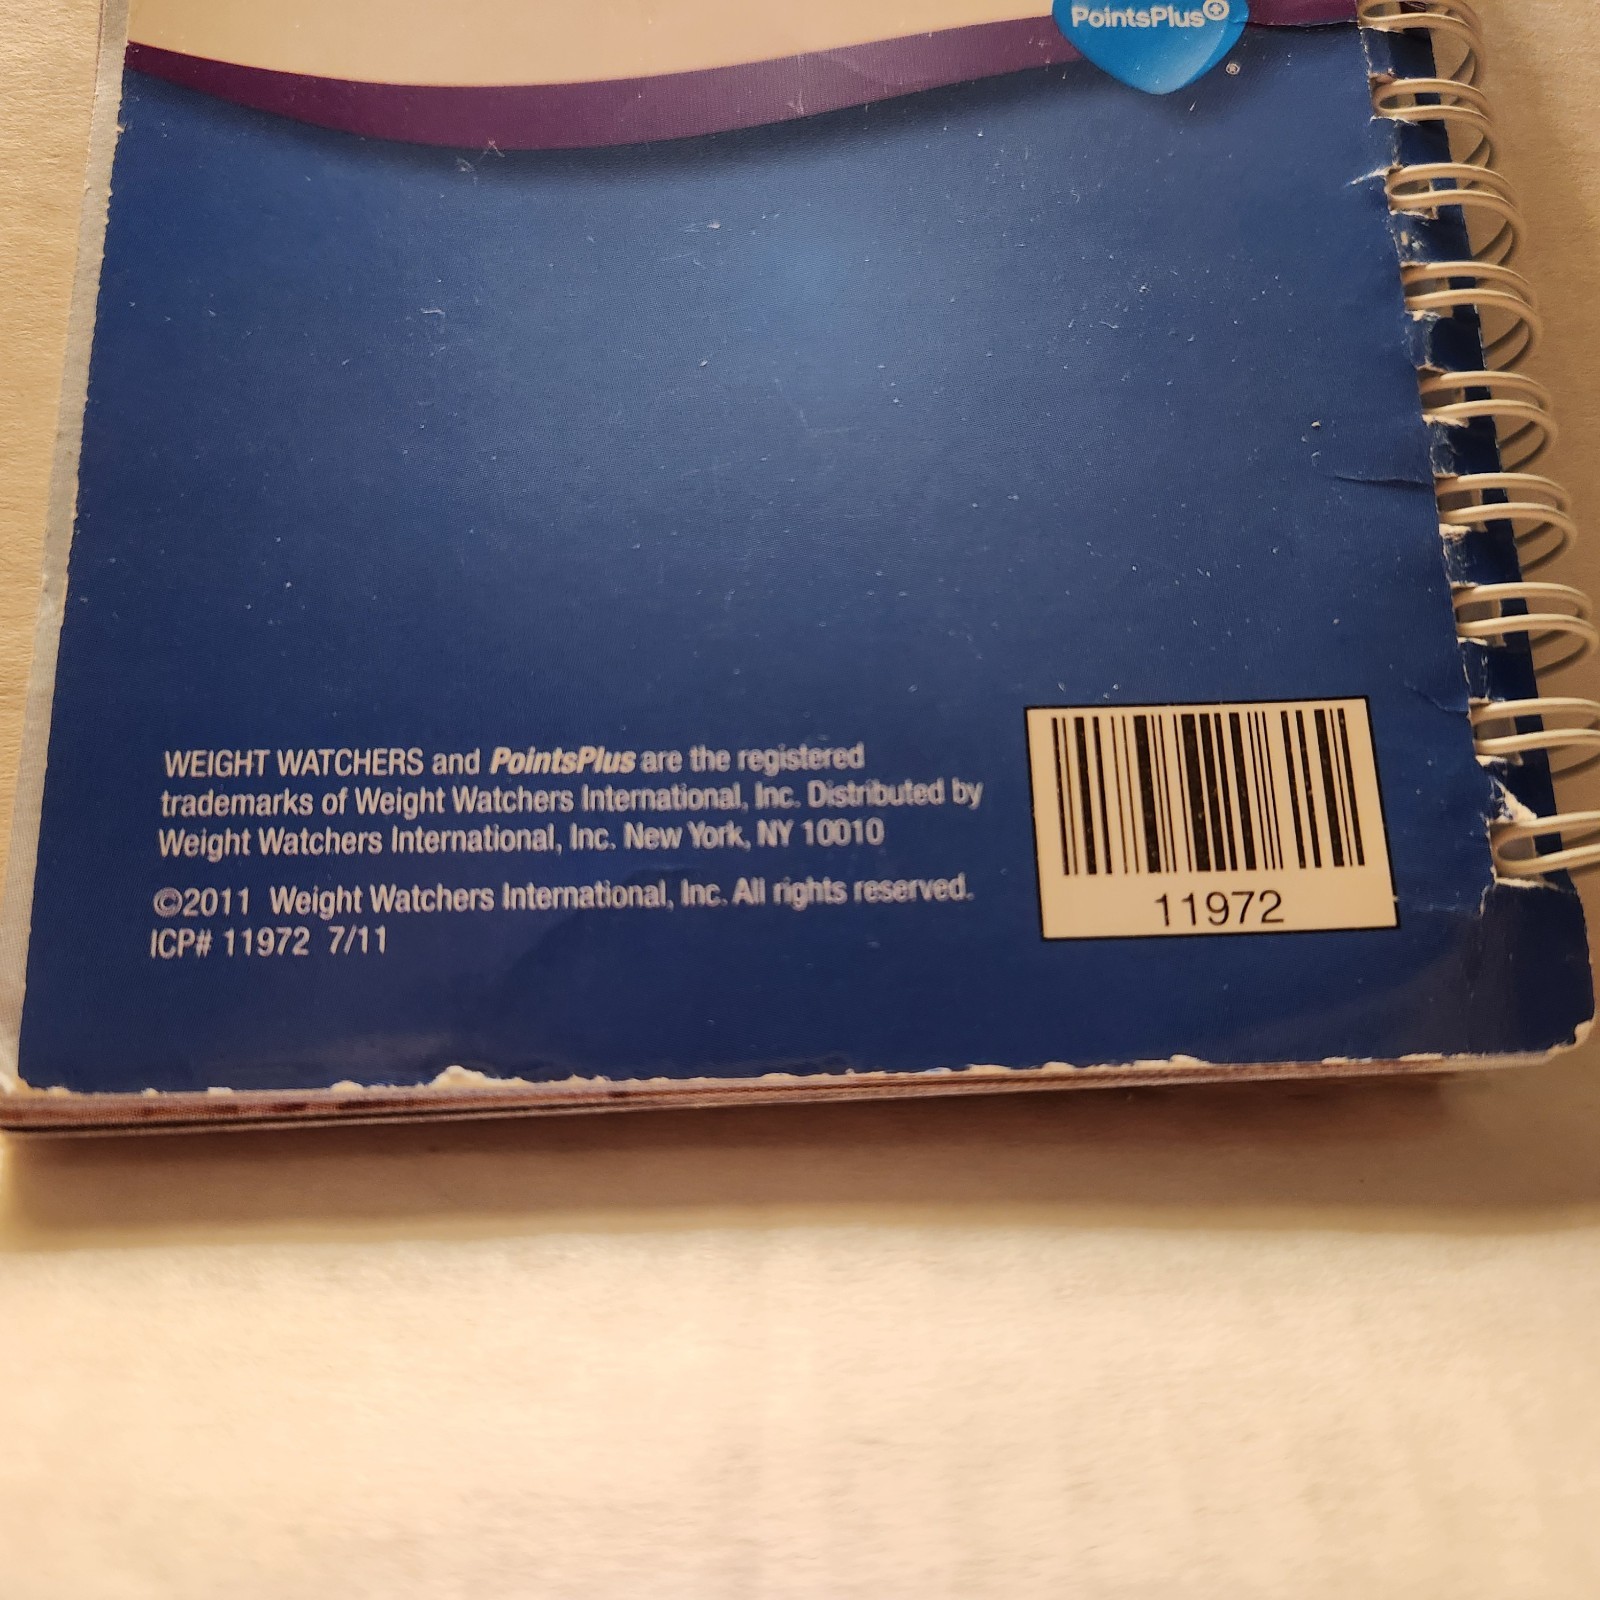 PointsPlus
®
WEIGHT WATCHERS and PointsPlus are the registered
trademarks of Weight Watchers International, Inc. Distributed by
Weight Watchers International, Inc. New York, NY 10010
©2011 Weight Watchers International, Inc. All rights reserved.
ICP# 11972 7/11
11972